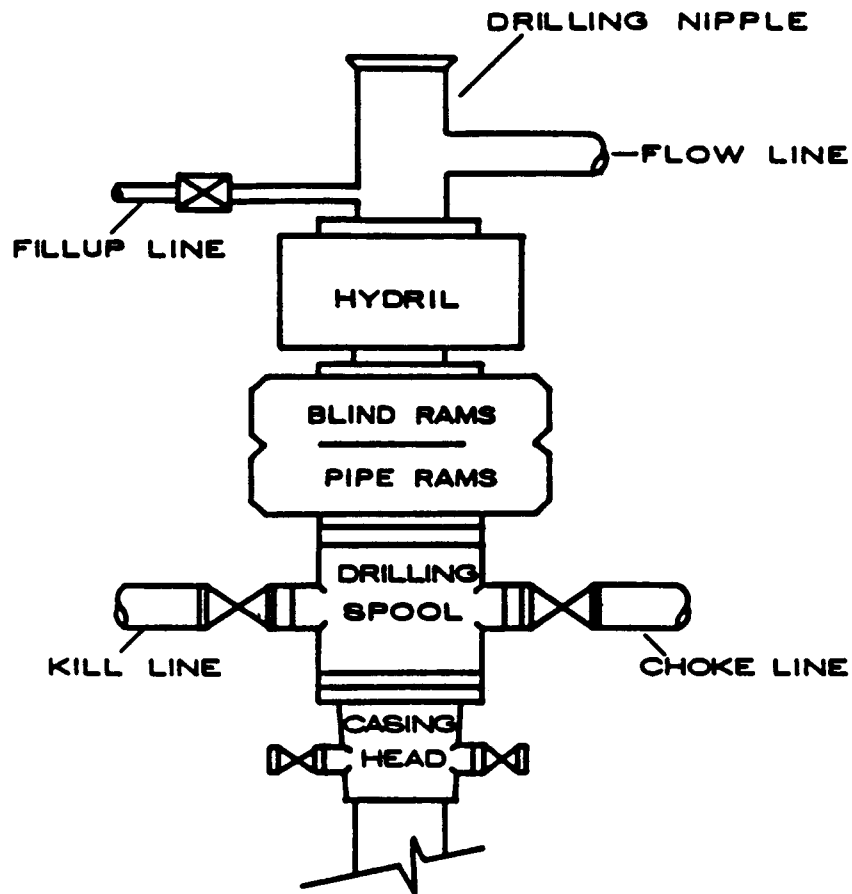 DRILLING NIPPLE
FLOW LINE
FILLUP LINE
HYDRIL
BLIND RAMS
PIPE RAMS
DRILLING
SPOOL
KILL LINE
CHOKE LINE
CASING
HEAD